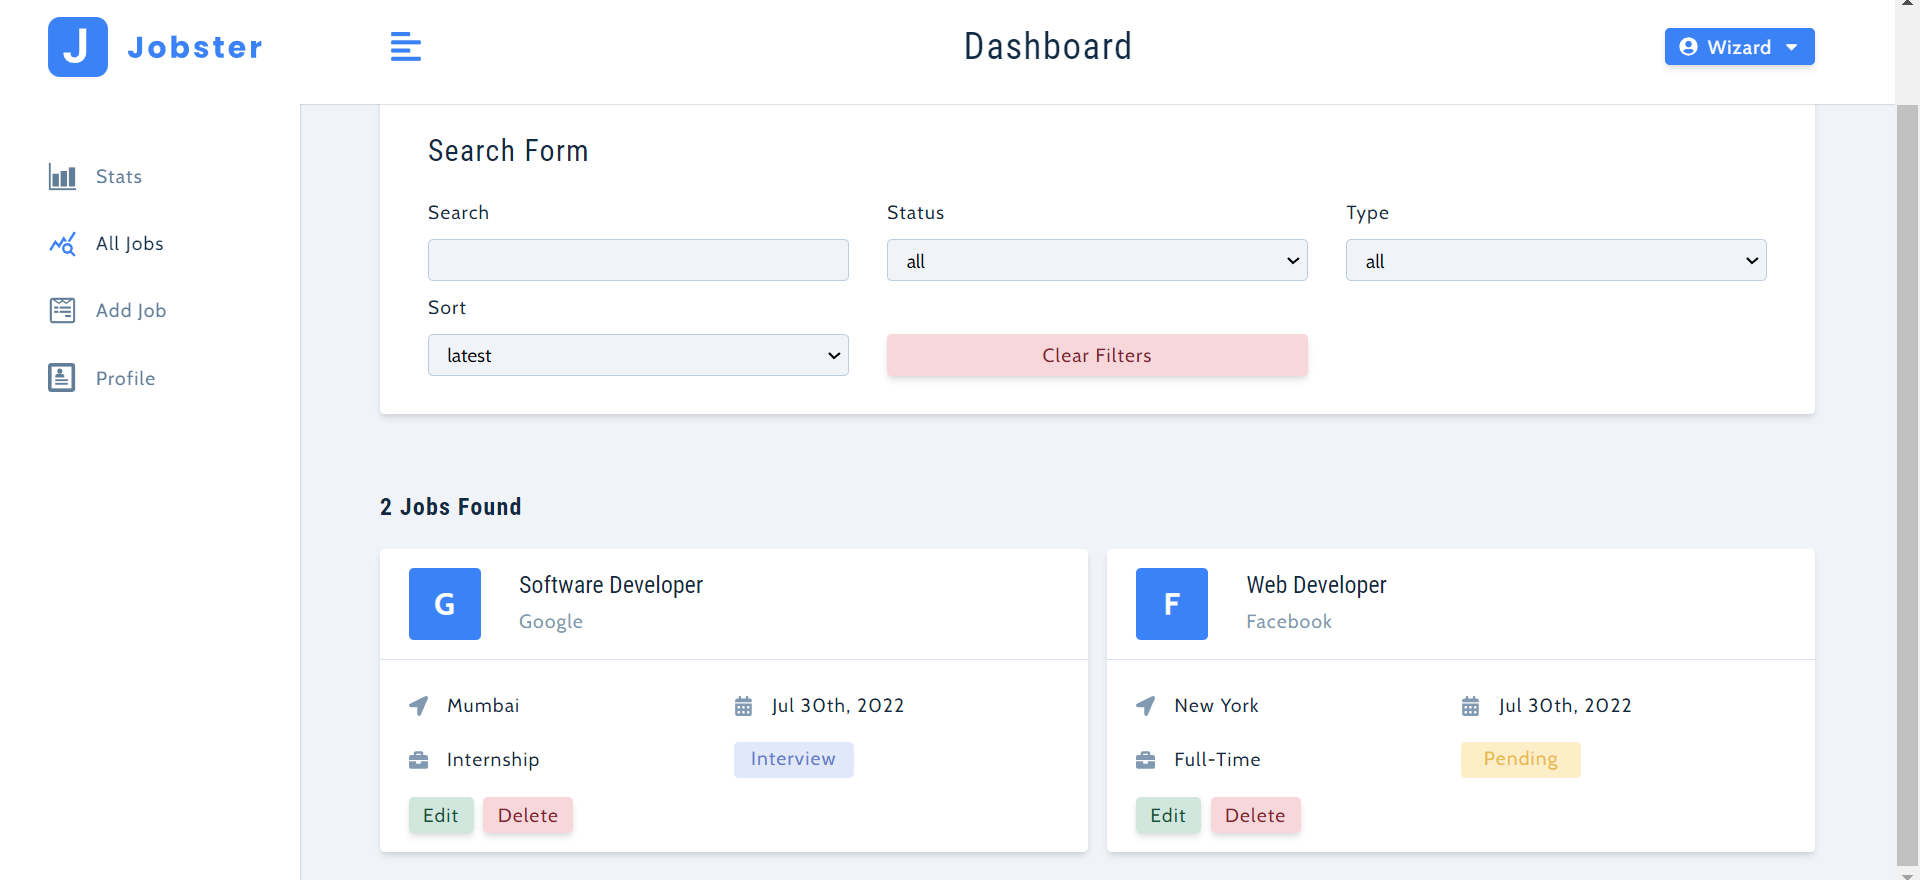 J Jobster
Dashboard
Wizard
Stats
All Jobs
Add Job
Profile
Search Form
Search
Status
Type
all
all
Sort
latest
Clear Filters
2 Jobs Found
G
Software Developer
Google
Mumbai
Jul 30th, 2022
Internship
Interview
Edit
Delete
F
Web Developer
Facebook
New York
Jul 30th, 2022
Full-Time
Pending
Edit
Delete